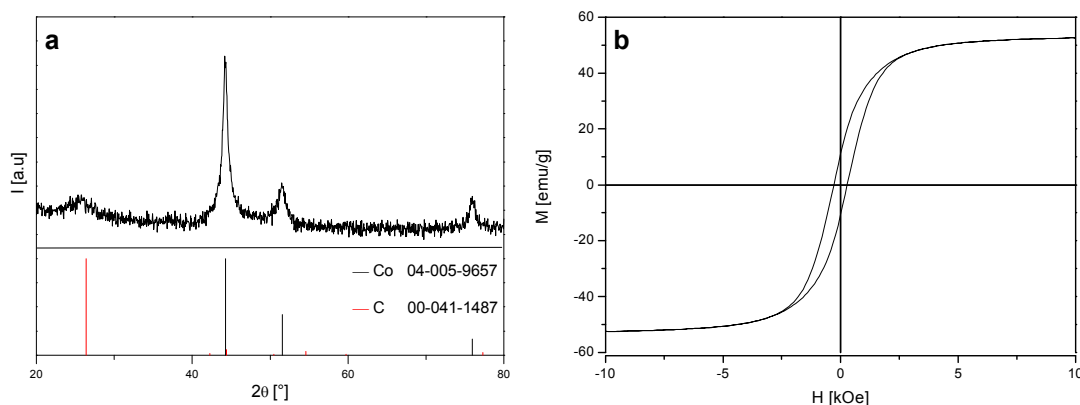 a
I [a.u]
Co 04-005-9657
C 00-041-1487
20 40 60 80
2θ [°]
b
M [emu/g]
60
40
20
0
-20
-40
-60
-10 -5 0 5 10
H [kOe]